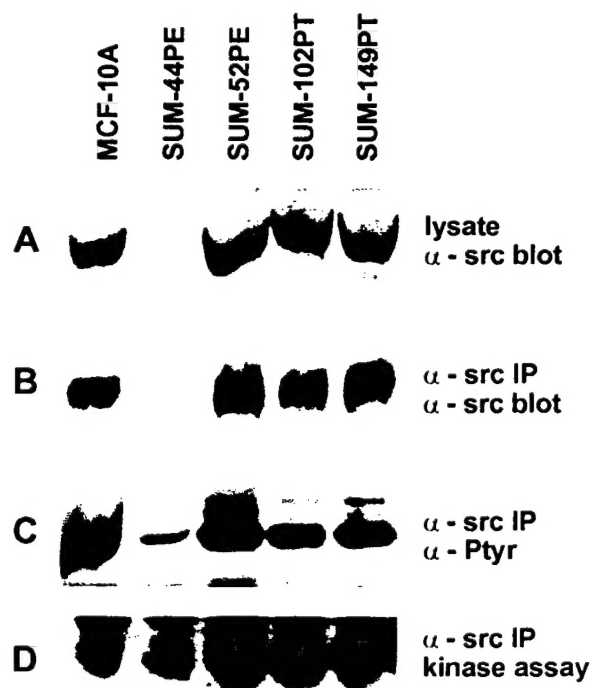 MCF-10A
SUM-44PE
SUM-52PE
SUM-102PT
SUM-149PT
A
lysate
α - src blot
B
α - src IP
α - src blot
C
α - src IP
α - Ptyr
D
α - src IP
kinase assay